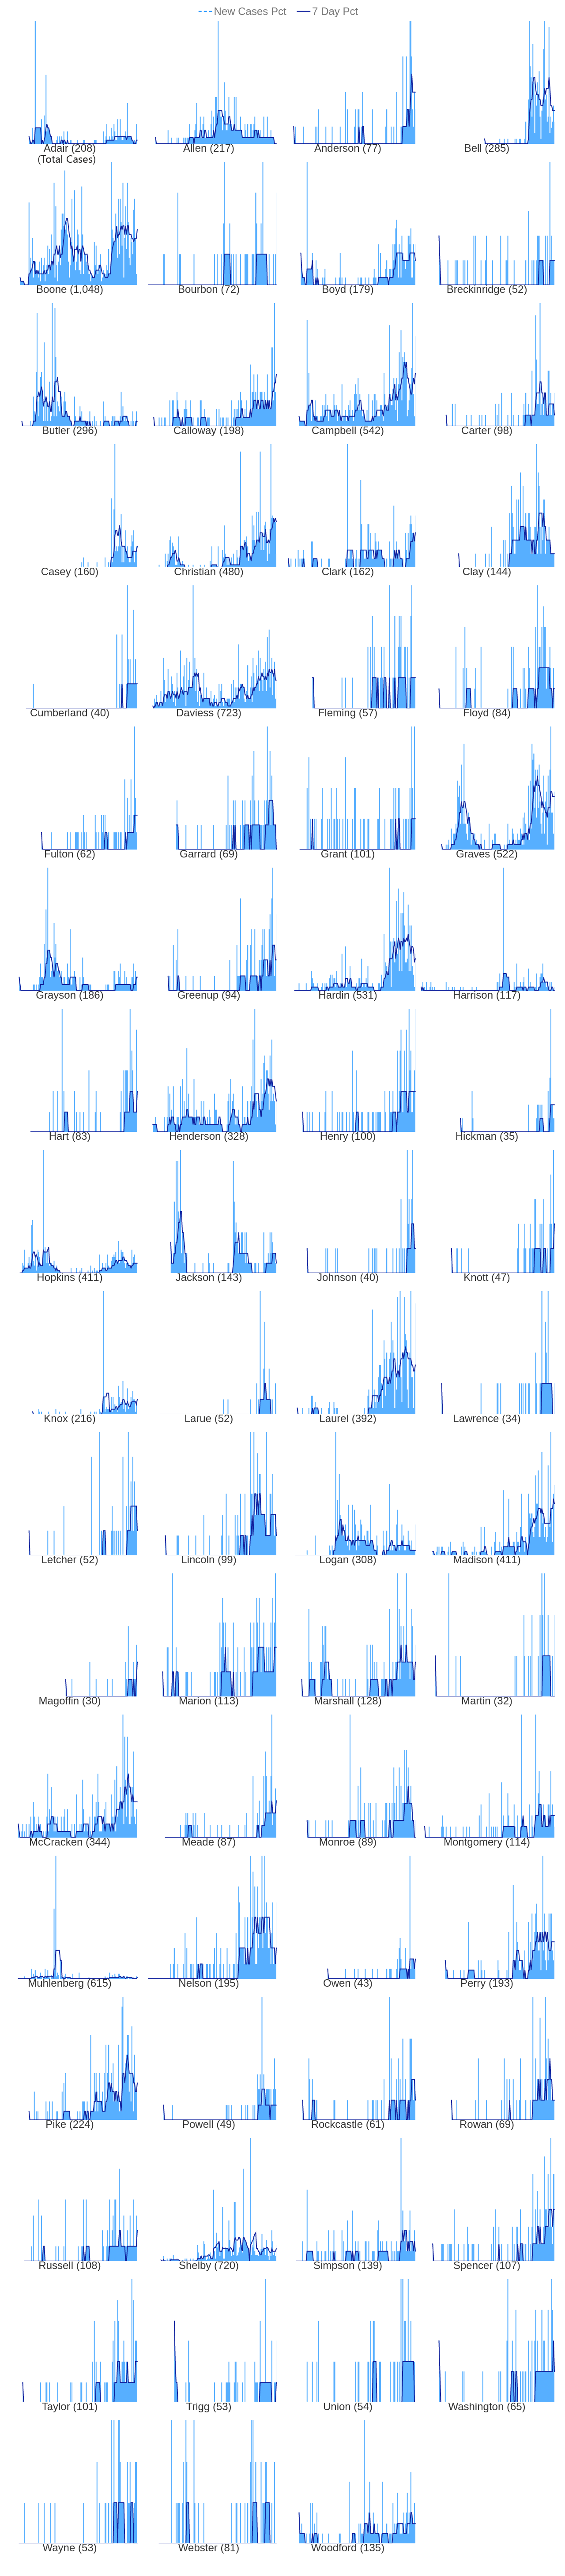 New Cases Pct 7 Day Pct
Adair (208) Allen (217) Anderson (77) Bell (285)
(Total Cases)
Boone (1,048) Bourbon (72) Boyd (179) Breckinridge (52)
Butler (296) Calloway (198) Campbell (542) Carter (98)
Casey (160) Christian (480) Clark (162) Clay (144)
Cumberland (40) Daviess (723) Fleming (57) Floyd (84)
Fulton (62) Garrard (69) Grant (101) Graves (522)
Grayson (186) Greenup (94) Hardin (531) Harrison (117)
Hart (83) Henderson (328) Henry (100) Hickman (35)
Hopkins (411) Jackson (143) Johnson (40) Knott (47)
Knox (216) Larue (52) Laurel (392) Lawrence (34)
Letcher (52) Lincoln (99) Logan (308) Madison (411)
Magoffin (30) Marion (113) Marshall (128) Martin (32)
McCracken (344) Meade (87) Monroe (89) Montgomery (114)
Muhlenberg (615) Nelson (195) Owen (43) Perry (193)
Pike (224) Powell (49) Rockcastle (61) Rowan (69)
Russell (108) Shelby (720) Simpson (139) Spencer (107)
Taylor (101) Trigg (53) Union (54) Washington (65)
Wayne (53) Webster (81) Woodford (135)